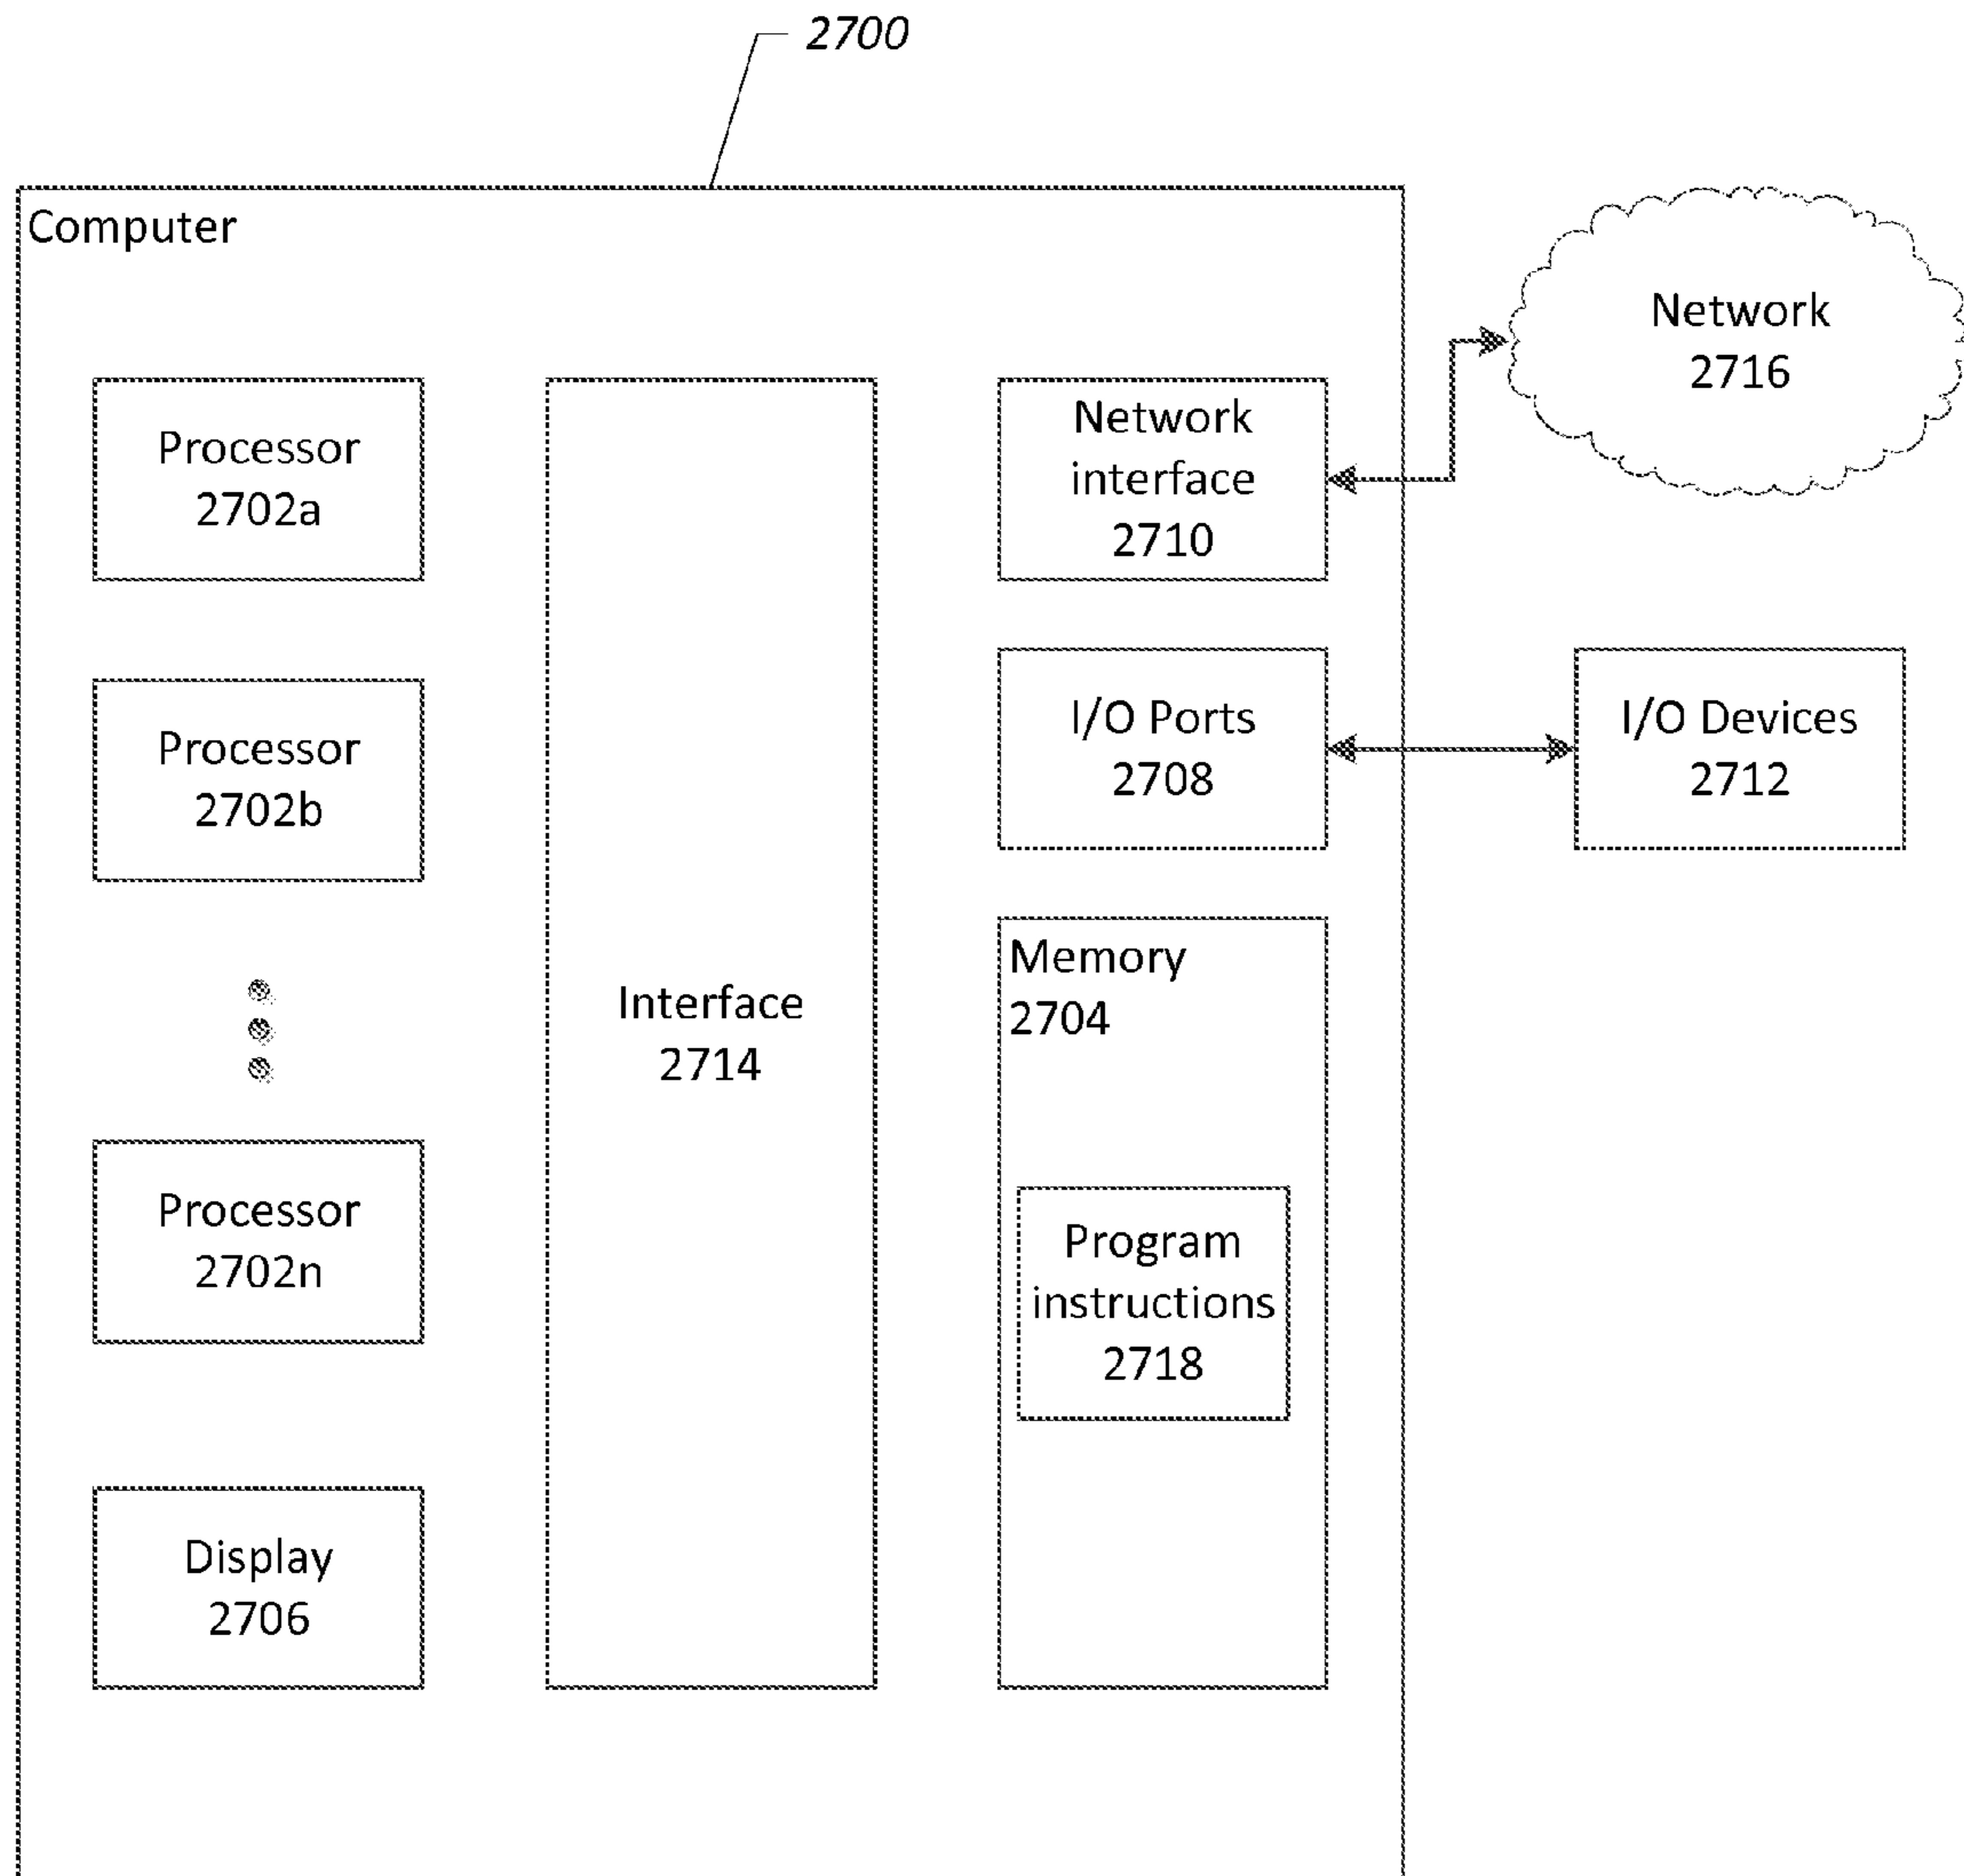 2700
Computer
Network
2716
Processor
2702a
Network
interface
2710
Processor
2702b
I/O Ports
2708
I/O Devices
2712
Interface
2714
Memory
2704
Processor
2702n
Program
instructions
2718
Display
2706